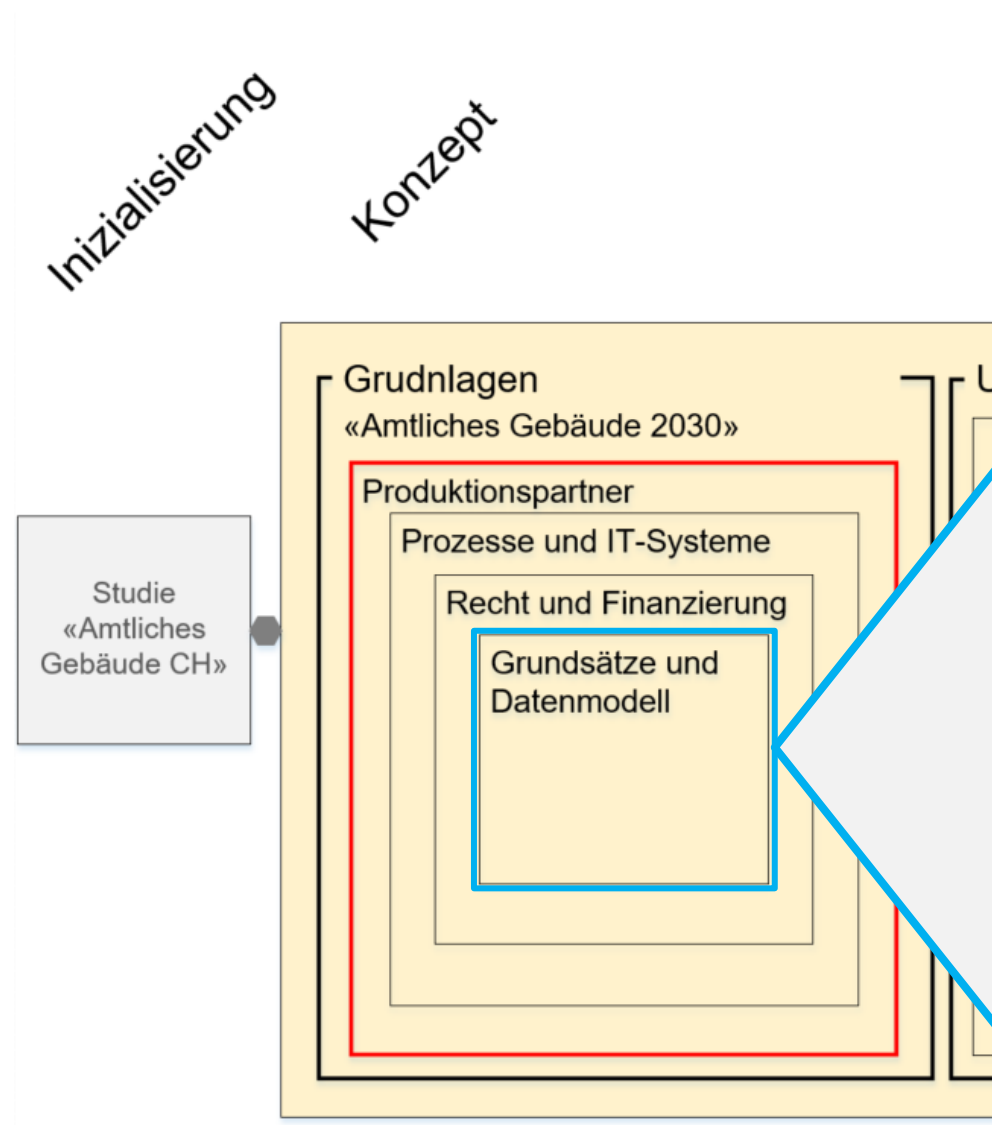 Inizialisierung
Konzept
Grudnlagen
«Amtliches Gebäude 2030»
Produktionspartner
Prozesse und IT-Systeme
Recht und Finanzierung
Grundsätze und
Datenmodell
Studie
«Amtliches
Gebäude CH»